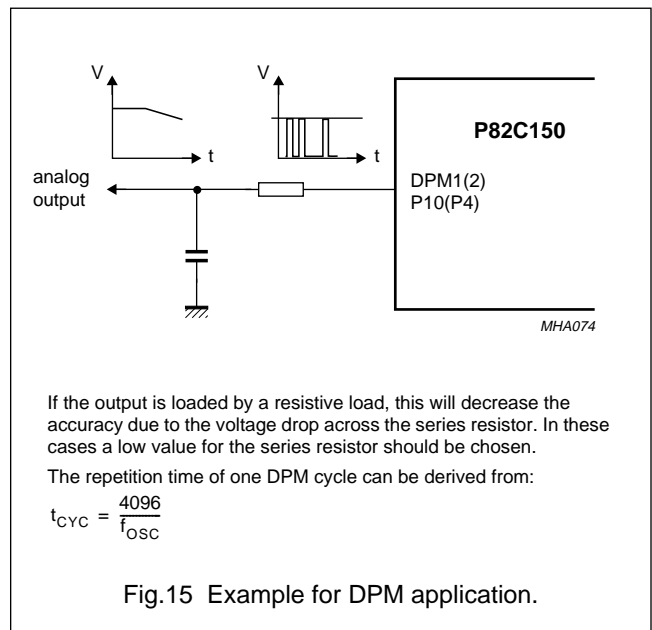 V
V
P82C150
t
t
analog
output
DPM1(2)
P10(P4)
MHA074
If the output is loaded by a resistive load, this will decrease the
accuracy due to the voltage drop across the series resistor. In these
cases a low value for the series resistor should be chosen.
The repetition time of one DPM cycle can be derived from:
t_CYC = 4096 / f_OSC
Fig.15 Example for DPM application.